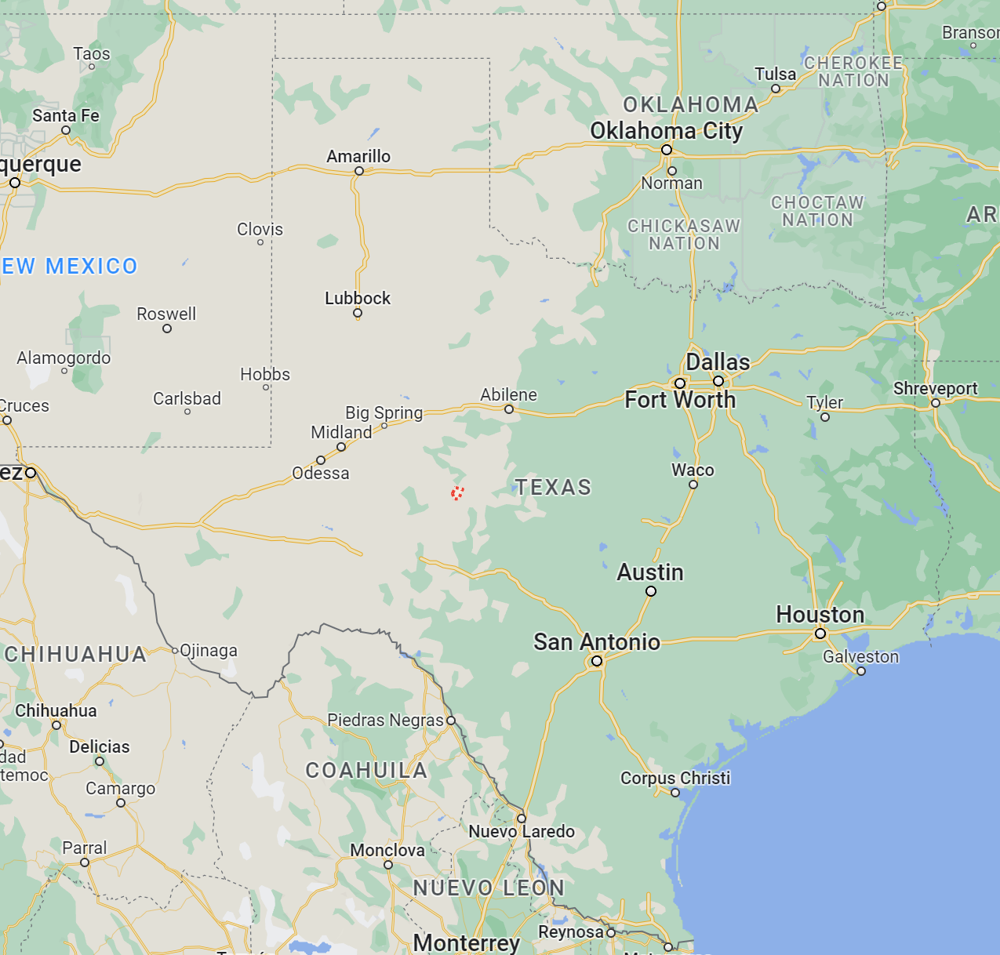 Branson
Taos
CHEROKEE
NATION
Tulsa
OKLAHOMA
Santa Fe
Oklahoma City
Amarillo
querque
Norman
CHOCTAW
NATION
AR
Clovis
CHICKASAW
NATION
EW MEXICO
Lubbock
Roswell
Alamogordo
Dallas
Hobbs
Shreveport
Carlsbad
Abilene
Fort Worth
Tyler
Cruces
Big Spring
Midland
Odessa
ez
Waco
TEXAS
Austin
Houston
San Antonio
CHIHUAHUA
Ojinaga
Galveston
Chihuahua
Piedras Negras
Delicias
dad
temoc
COAHUILA
Corpus Christi
Camargo
Nuevo Laredo
Parral
Monclova
NUEVO LEON
Reynosa
Monterrey